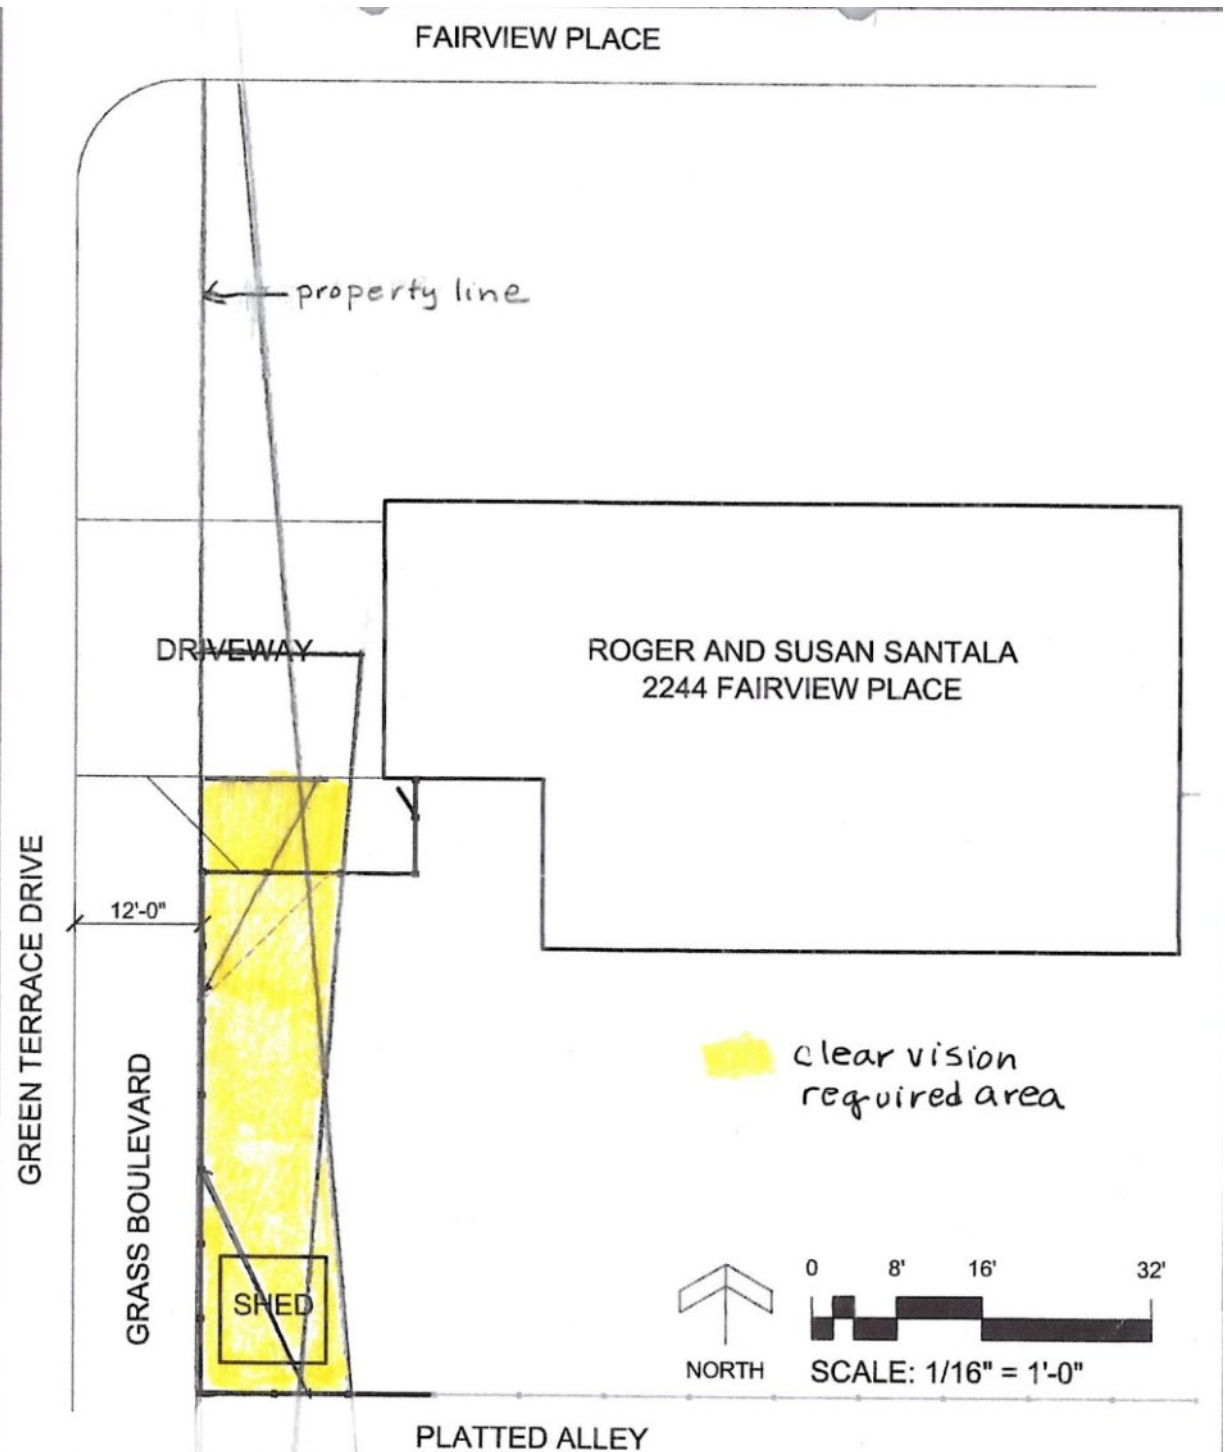 FAIRVIEW PLACE
property line
DRIVEWAY
ROGER AND SUSAN SANTALA
2244 FAIRVIEW PLACE
GREEN TERRACE DRIVE
12'-0"
GRASS BOULEVARD
clear vision
required area
SHED
NORTH
0 8' 16' 32'
SCALE: 1/16" = 1'-0"
PLATTED ALLEY